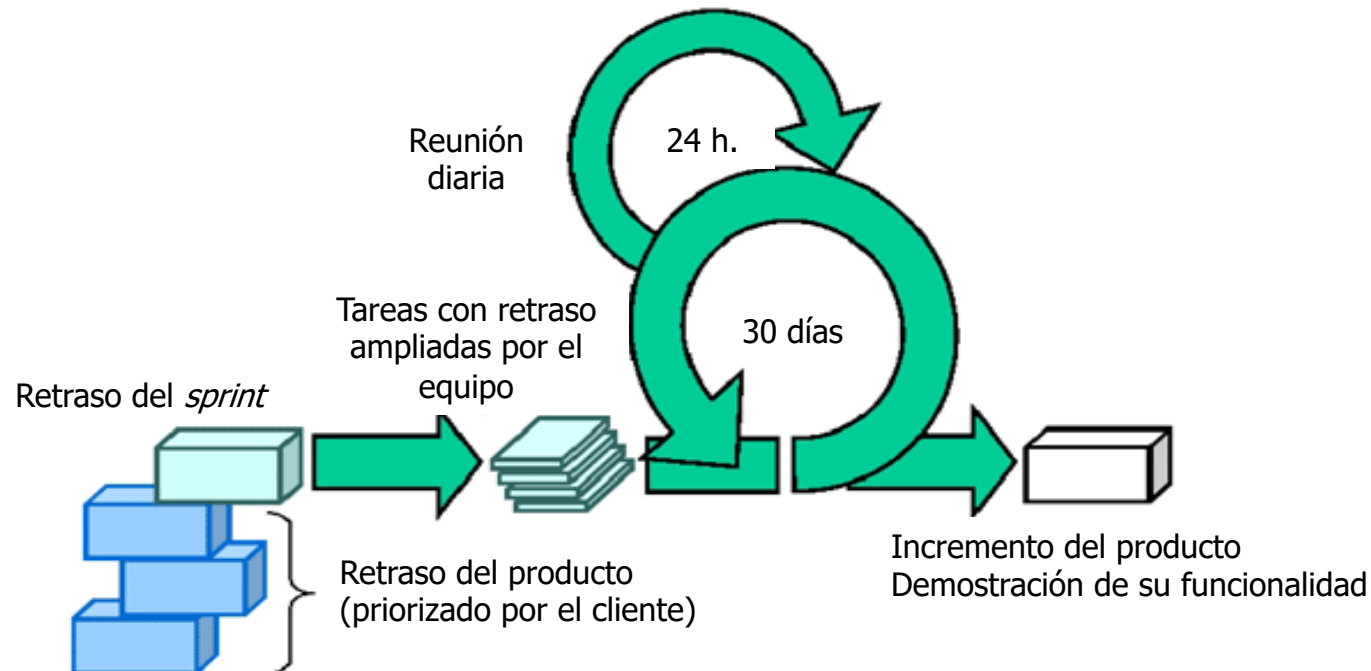 Reunión
diaria
24 h.
Tareas con retraso
ampliadas por el
equipo
30 días
Retraso del sprint
Retraso del producto
(priorizado por el cliente)
Incremento del producto
Demostración de su funcionalidad